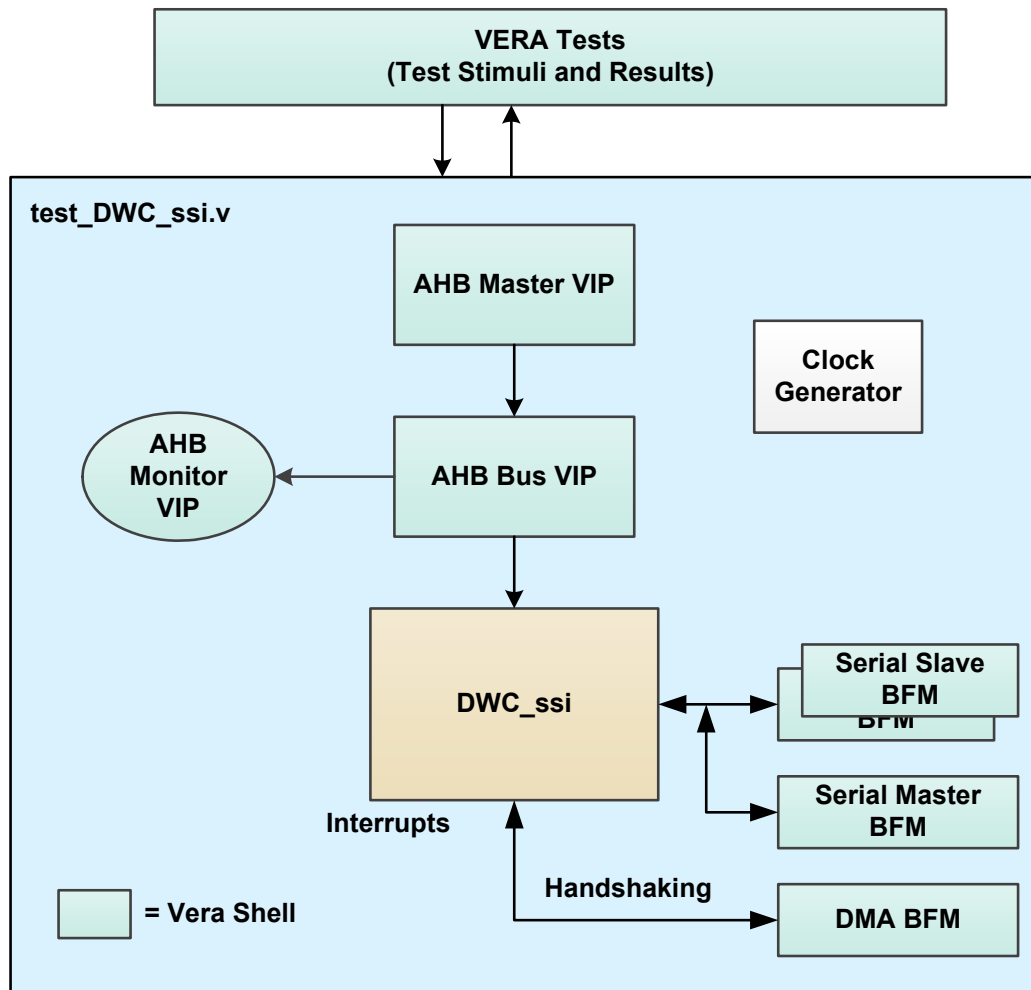 VERA Tests
(Test Stimuli and Results)
test_DWC_ssi.v
AHB Master VIP
Clock
Generator
AHB
Monitor
VIP
AHB Bus VIP
DWC_ssi
Serial Slave
BFM
BFM
Serial Master
BFM
Interrupts
Handshaking
DMA BFM
= Vera Shell